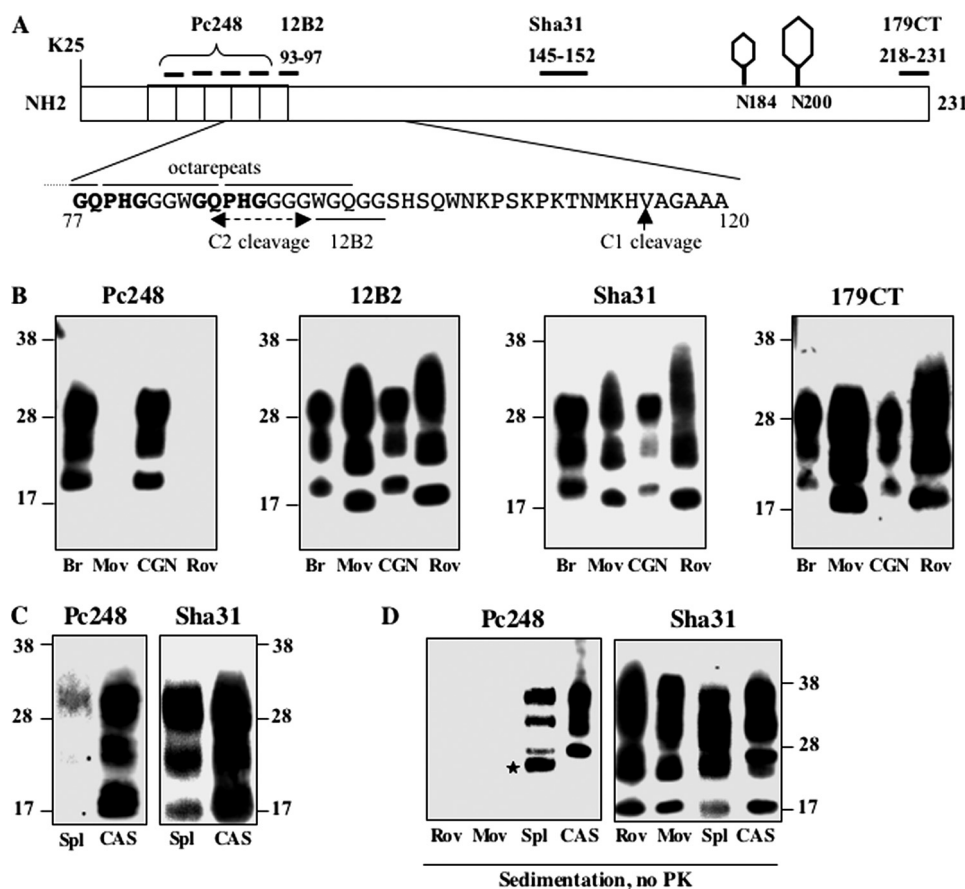 A
Pc248 12B2 Sha31 179CT
K25 93-97 145-152 218-231
NH2 N184 N200 231
octarepeats
GQPHGGGWGQPHGGGGWGQGGSHSQWNKPSKPKTNMKHVAGAAA
77 120
C2 cleavage 12B2 C1 cleavage
B
Pc248 12B2 Sha31 179CT
38 38 38 38
28 28 28 28
17 17 17 17
Br Mov CGN Rov Br Mov CGN Rov Br Mov CGN Rov Br Mov CGN Rov
C Pc248 Sha31 D Pc248 Sha31
38 38 38
28 28 28
17 17 17
Spl CAS Spl CAS Rov Mov Spl CAS Rov Mov Spl CAS
Sedimentation, no PK